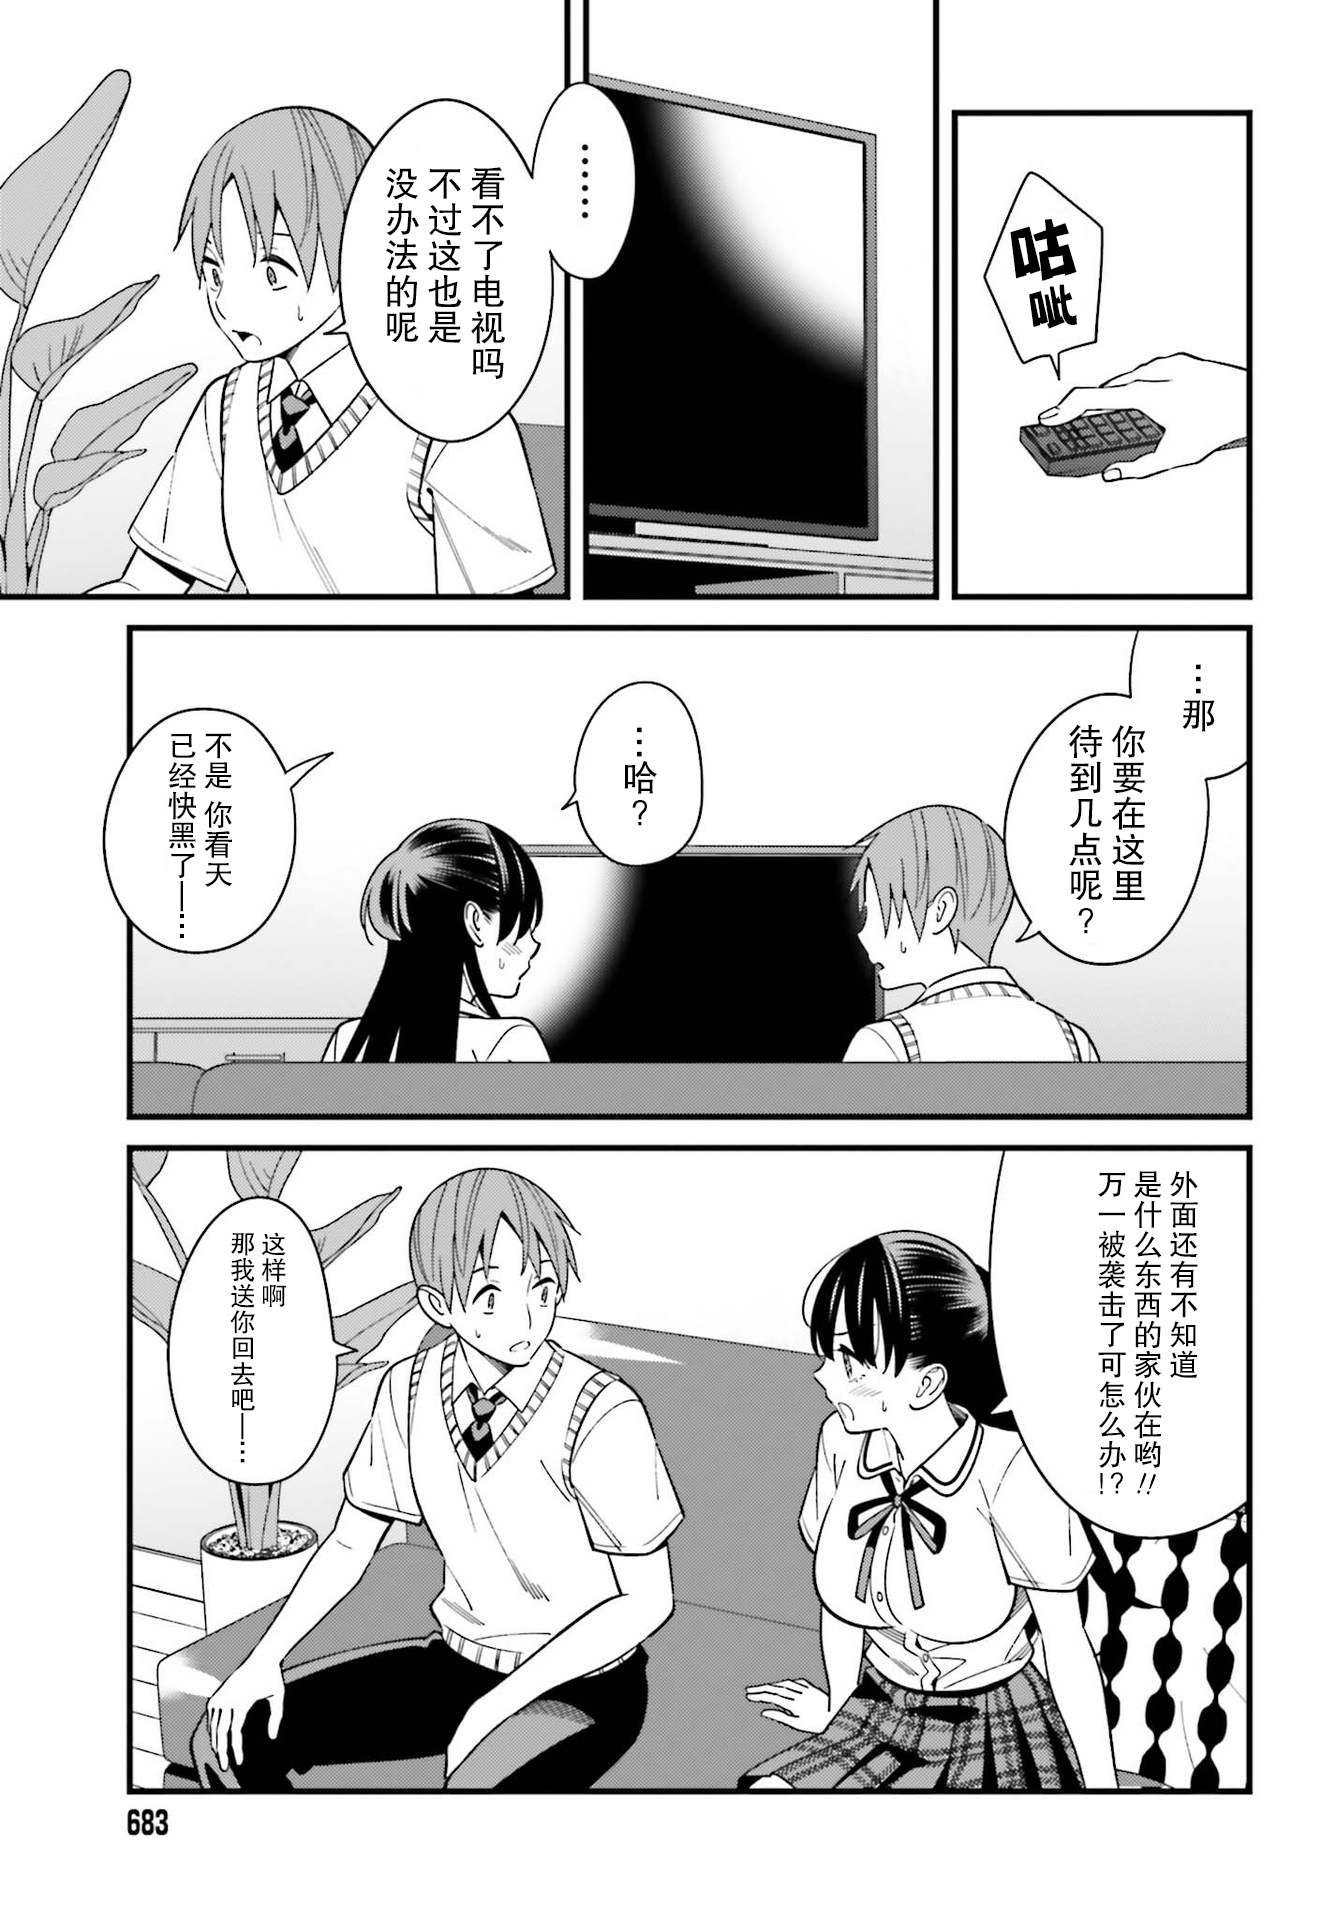 咕
呲
……
看不了电视吗
不过这也是
没办法的呢
…那
你要在这里
待到几点呢?
…哈?
不是 你看天
已经快黑了—…
外面还有不知道
是什么东西的家伙在哟!!
万一被袭击了可怎么办!?
这样啊
那我送你回去吧—…
683